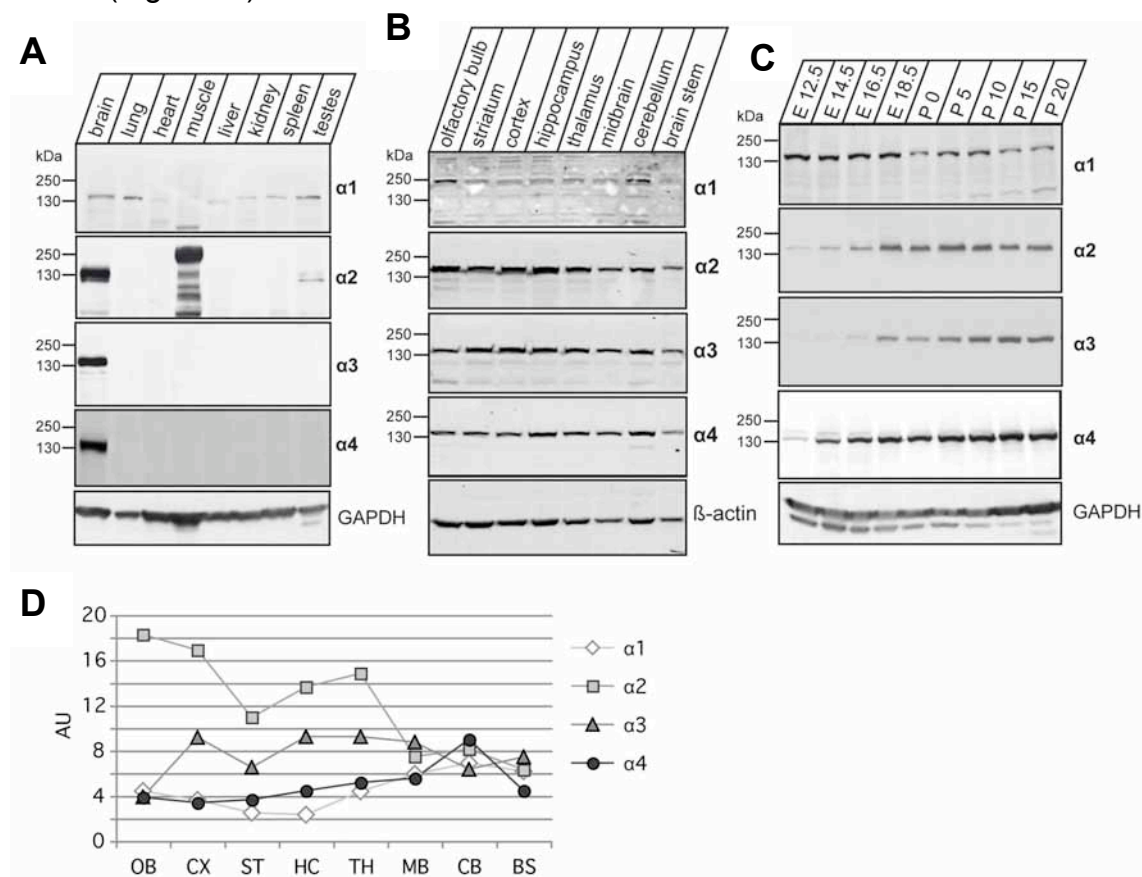 A
brain
lung
heart
muscle
liver
kidney
spleen
testes
kDa
250
130
α1
250
130
α2
250
130
α3
250
130
α4
GAPDH
B
olfactory bulb
striatum
cortex
hippocampus
thalamus
midbrain
cerebellum
brain stem
kDa
250
130
α1
250
130
α2
250
130
α3
250
130
α4
ß-actin
C
E 12.5
E 14.5
E 16.5
E 18.5
P 0
P 5
P 10
P 15
P 20
kDa
250
130
α1
250
130
α2
250
130
α3
250
130
α4
GAPDH
D
20
16
12
8
4
0
AU
OB CX ST HC TH MB CB BS
α1
α2
α3
α4